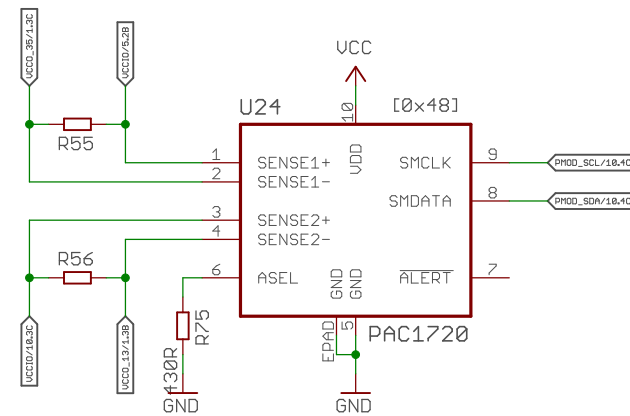 VCCO_35/1.3C
VCCIO/5.2B
VCC
U24
[0x48]
10
R55
1
SENSE1+
VDD
SMCLK
9
PMOD_SCL/10.4C
2
SENSE1-
SMDATA
8
PMOD_SDA/10.4C
3
SENSE2+
4
SENSE2-
R56
6
ASEL
GND
GND
ALERT
7
VCCIO/10.3C
VCCO_13/1.3B
R75
430R
EPAD
5
PAC1720
GND
GND